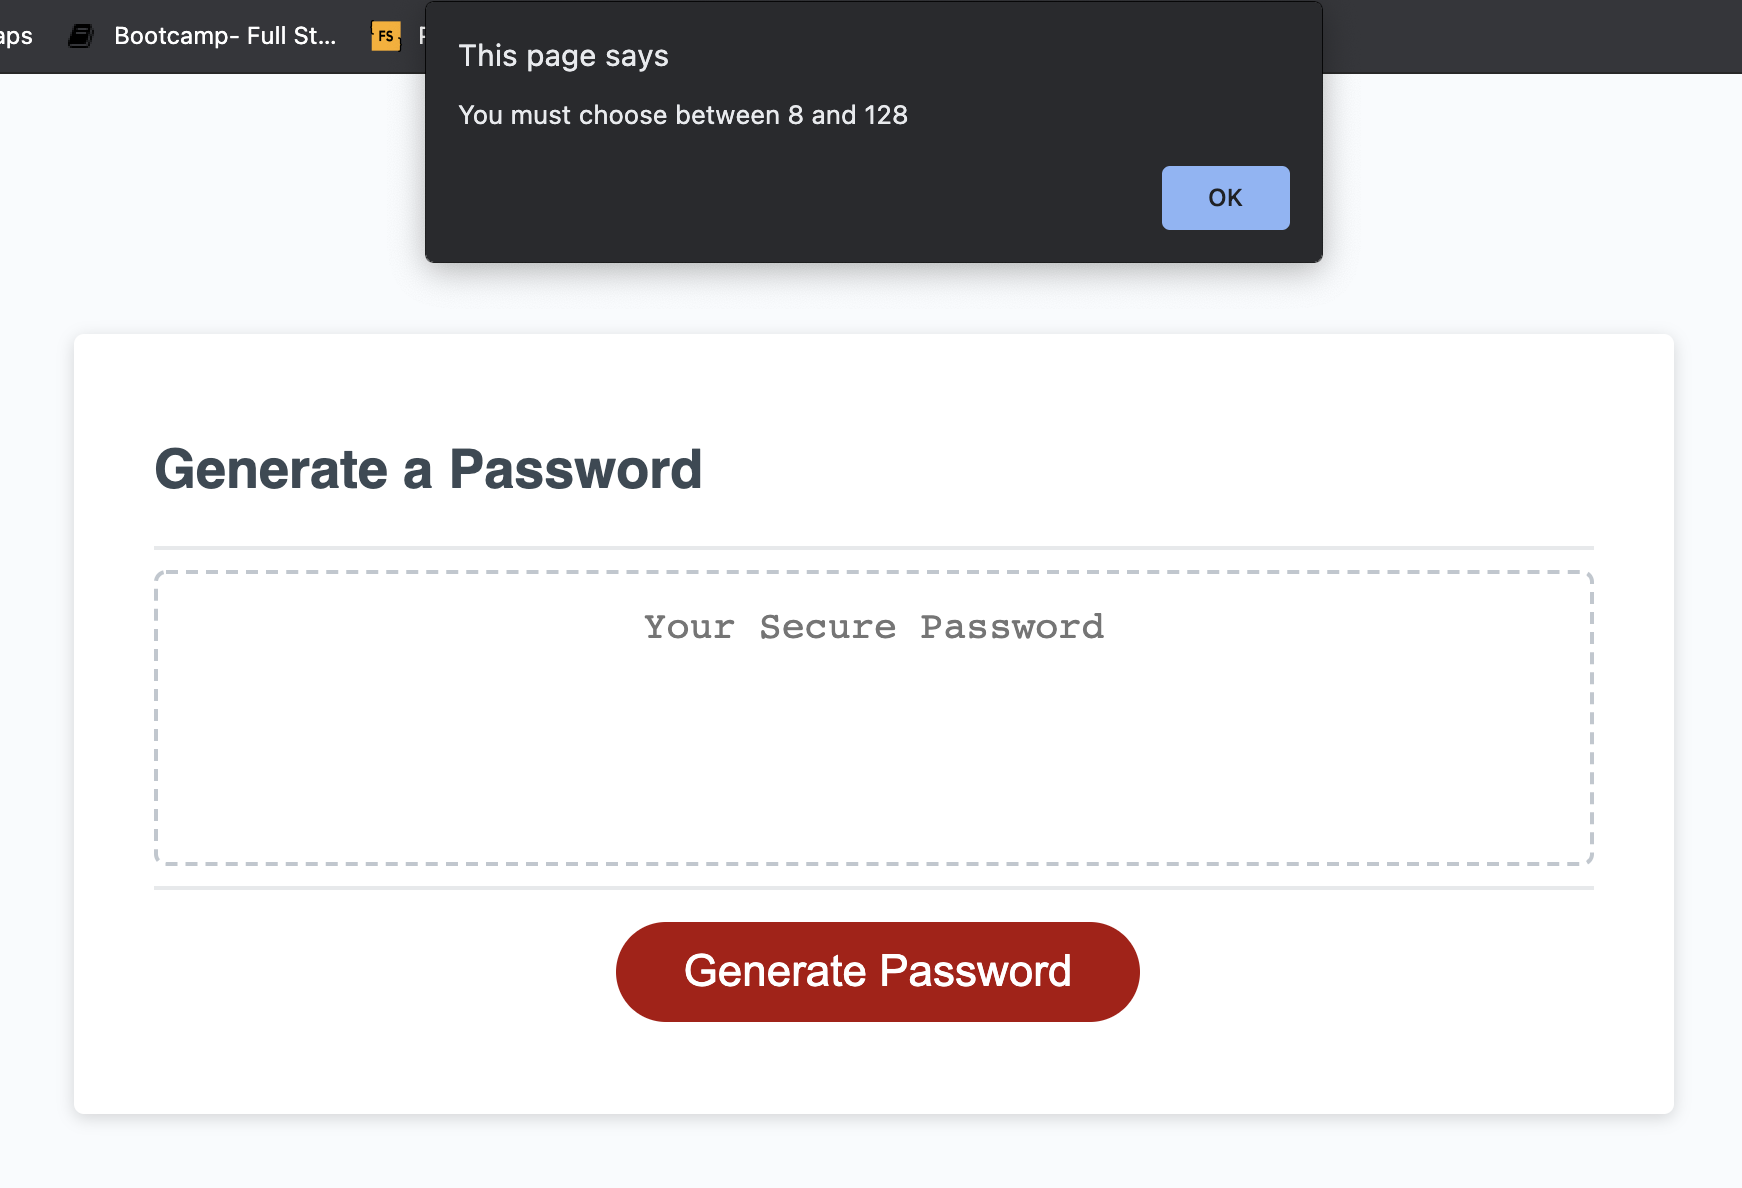 aps Bootcamp- Full St... FS
This page says
You must choose between 8 and 128
OK
Generate a Password
Your Secure Password
Generate Password